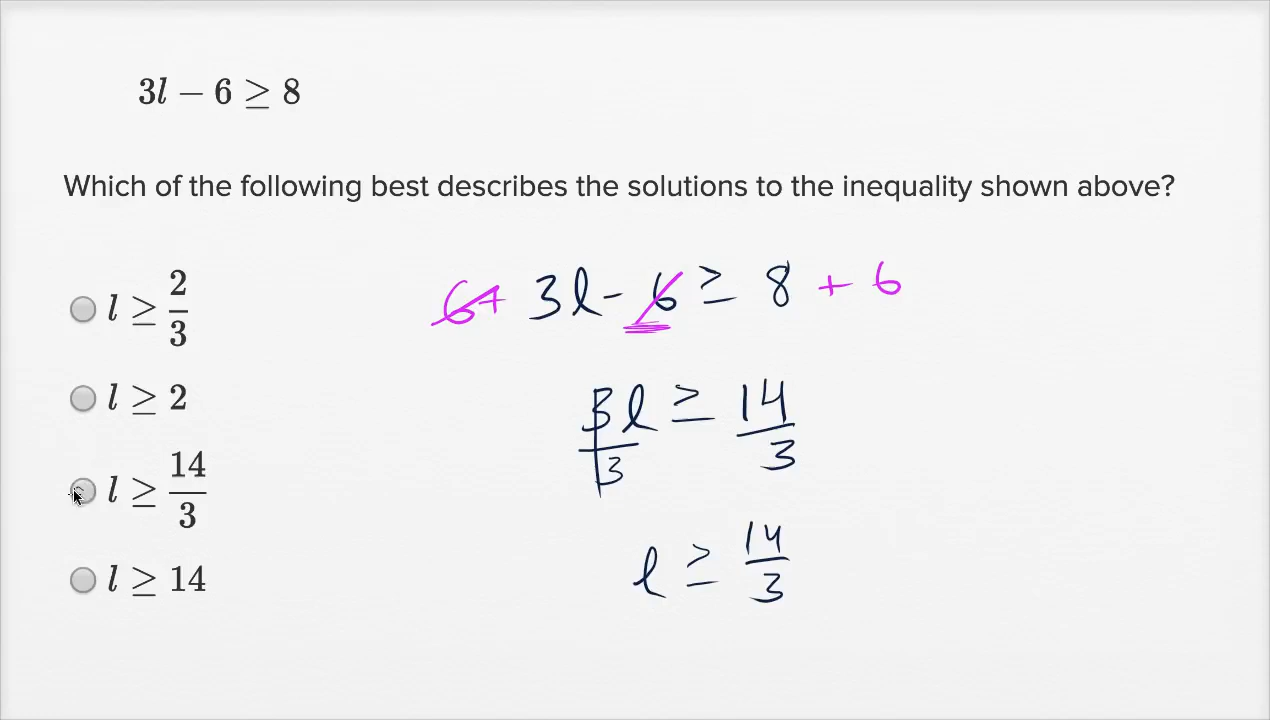 3l − 6 ≥ 8
Which of the following best describes the solutions to the inequality shown above?
l ≥ 2/3
l ≥ 2
l ≥ 14/3
l ≥ 14
6+ 3l - 6 ≥ 8 + 6
3l/3 ≥ 14/3
l ≥ 14/3